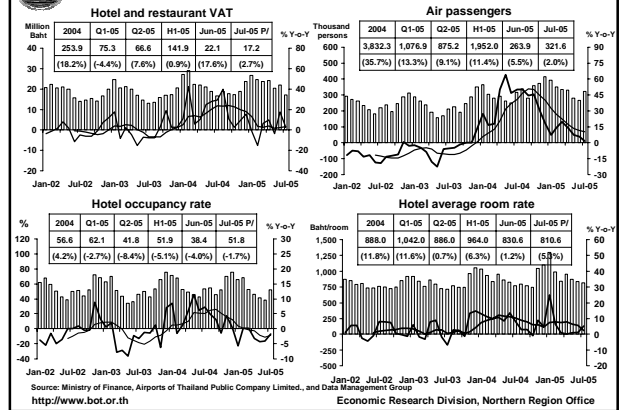 Hotel and restaurant VAT
Million Baht
% Y-o-Y
2004 Q1-05 Q2-05 H1-05 Jun-05 Jul-05 P/
253.9 75.3 66.6 141.9 22.1 17.2
(18.2%) (-4.4%) (7.6%) (0.9%) (17.6%) (2.7%)
40 30 20 10 0 -10 -20
80 60 40 20 0 -20 -40
Jan-02 Jul-02 Jan-03 Jul-03 Jan-04 Jul-04 Jan-05 Jul-05
Air passengers
Thousand persons
% Y-o-Y
2004 Q1-05 Q2-05 H1-05 Jun-05 Jul-05 P/
3,832.3 1,076.9 875.2 1,952.0 263.9 321.6
(35.7%) (13.3%) (9.1%) (11.4%) (5.5%) (2.0%)
600 500 400 300 200 100 0 -100 -200
90 75 60 45 30 15 0 -15 -30
Jan-02 Jul-02 Jan-03 Jul-03 Jan-04 Jul-04 Jan-05 Jul-05
Hotel occupancy rate
%
% Y-o-Y
2004 Q1-05 Q2-05 H1-05 Jun-05 Jul-05 P/
56.6 62.1 41.8 51.9 38.4 51.8
(4.2%) (-2.7%) (-8.4%) (-5.1%) (-4.0%) (-1.7%)
120 100 80 60 40 20 0 -20 -40
30 25 20 15 10 5 0 -5 -10
Jan-02 Jul-02 Jan-03 Jul-03 Jan-04 Jul-04 Jan-05 Jul-05
Hotel average room rate
Baht/room
% Y-o-Y
2004 Q1-05 Q2-05 H1-05 Jun-05 Jul-05 P/
888.0 1,042.0 886.0 964.0 830.6 810.6
(11.8%) (11.6%) (0.7%) (6.3%) (1.2%)
1,500 1,250 1,000 750 500 250 0 -250 -500
60 50 40 30 20 10 0 -10 -20
Jan-02 Jul-02 Jan-03 Jul-03 Jan-04 Jul-04 Jan-05 Jul-05
Source: Ministry of Finance, Airports of Thailand Public Company Limited., and Data Management Group
http://www.bot.or.th
Economic Research Division, Northern Region Office